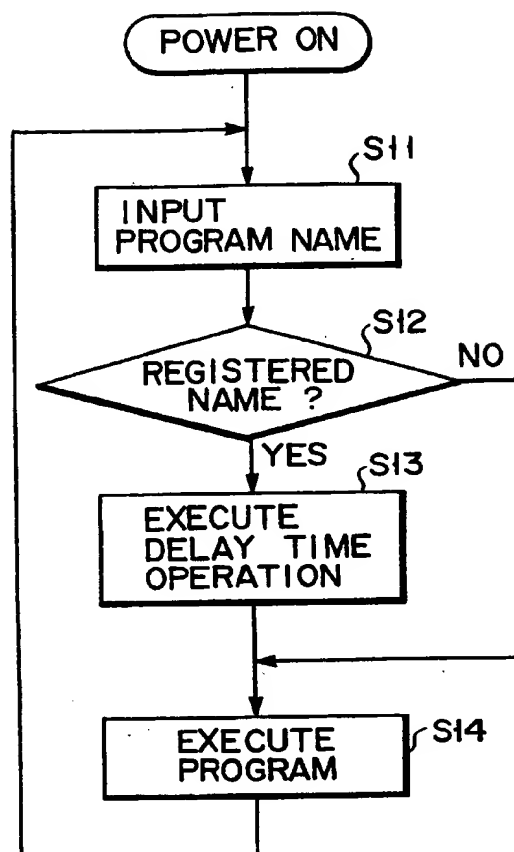 POWER ON
S11
INPUT
PROGRAM NAME
S12
REGISTERED
NAME ?
NO
YES
S13
EXECUTE
DELAY TIME
OPERATION
EXECUTE
PROGRAM
S14